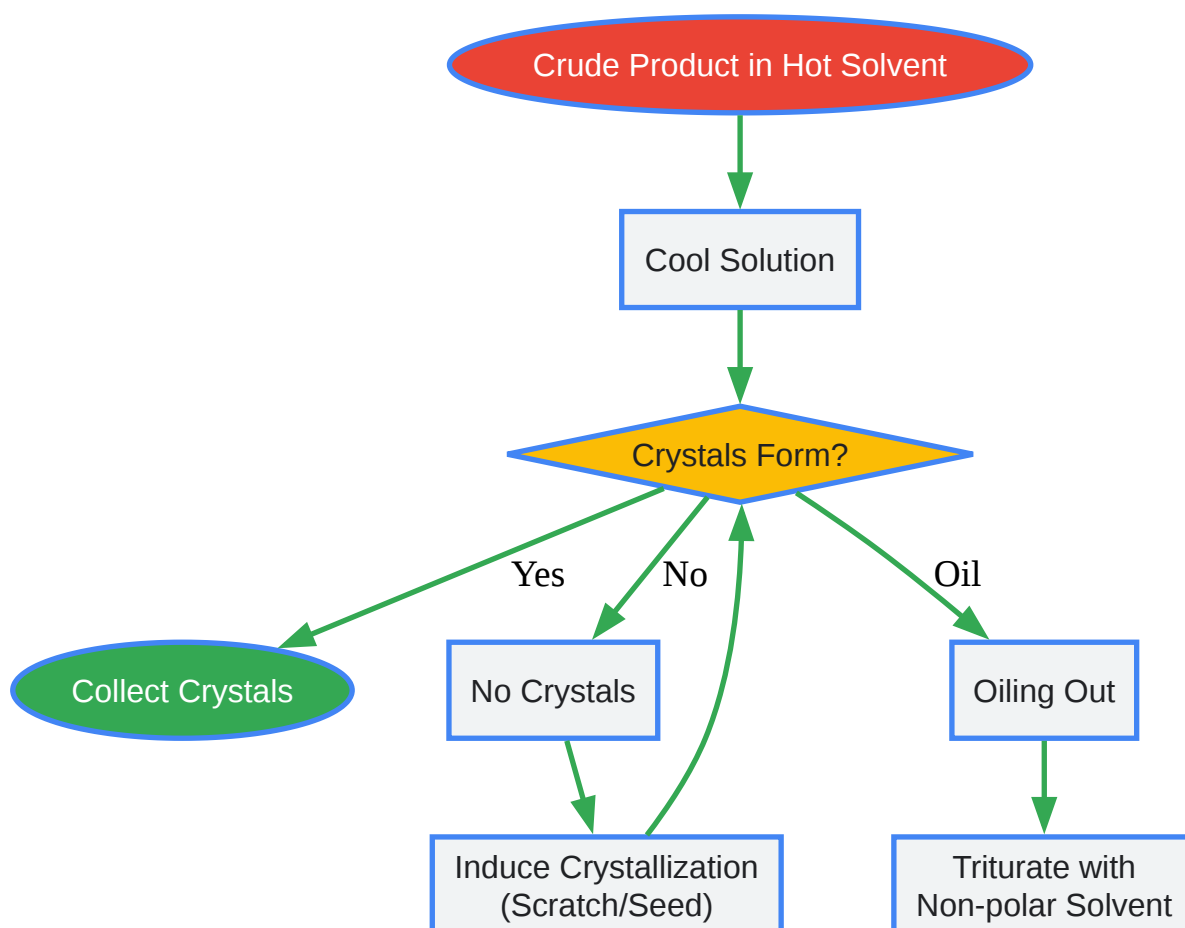 Crude Product in Hot Solvent
Cool Solution
Crystals Form?
Yes
No
Oil
Collect Crystals
No Crystals
Oiling Out
Induce Crystallization
(Scratch/Seed)
Triturate with
Non-polar Solvent